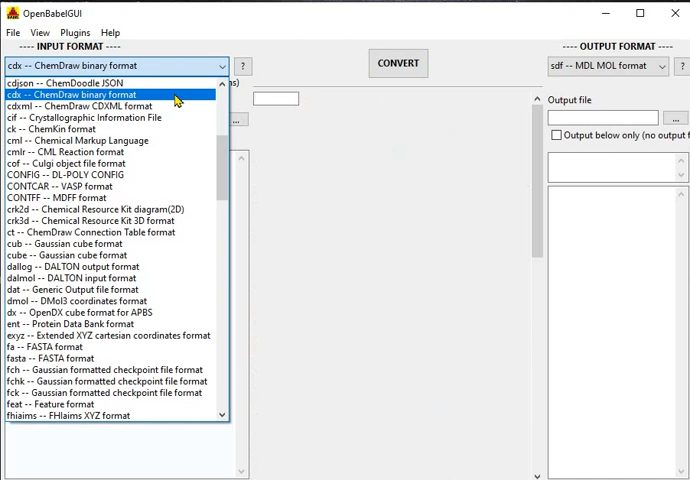 OpenBabelGUI
File View Plugins Help
---- INPUT FORMAT ----
---- OUTPUT FORMAT ----
cdx -- ChemDraw binary format
?
CONVERT
sdf -- MDL MOL format
?
cdjson -- ChemDoodle JSON
cdx -- ChemDraw binary format
cdxml -- ChemDraw CDXML format
cif -- Crystallographic Information File
ck -- ChemKin format
cml -- Chemical Markup Language
cmlr -- CML Reaction format
cof -- Culgi object file format
CONFIG -- DL-POLY CONFIG
CONTCAR -- VASP format
CONTFF -- MDFF format
crk2d -- Chemical Resource Kit diagram(2D)
crk3d -- Chemical Resource Kit 3D format
ct -- ChemDraw Connection Table format
cub -- Gaussian cube format
cube -- Gaussian cube format
dallog -- DALTON output format
dalmol -- DALTON input format
dat -- Generic Output file format
dmol -- DMol3 coordinates format
dx -- OpenDX cube format for APBS
ent -- Protein Data Bank format
exyz -- Extended XYZ cartesian coordinates format
fa -- FASTA format
fasta -- FASTA format
fch -- Gaussian formatted checkpoint file format
fchk -- Gaussian formatted checkpoint file format
fck -- Gaussian formatted checkpoint file format
feat -- Feature format
fhiaims -- FHIaims XYZ format
...
Output file
...
Output below only (no output f